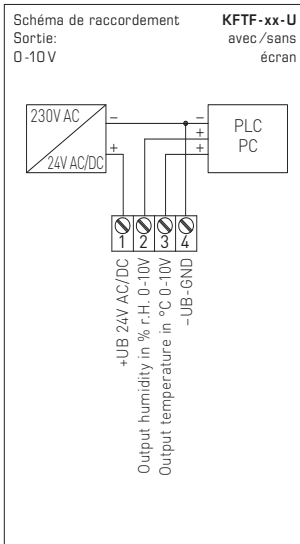 Schéma de raccordement KFTF-xx-U
Sortie: avec/sans
0-10V écran
230V AC
24V AC/DC
−
+
−
+
+
PLC
PC
1 2 3 4
+UB 24V AC/DC
Output humidity in % r.H. 0-10V
Output temperature in °C 0-10V
−UB-GND